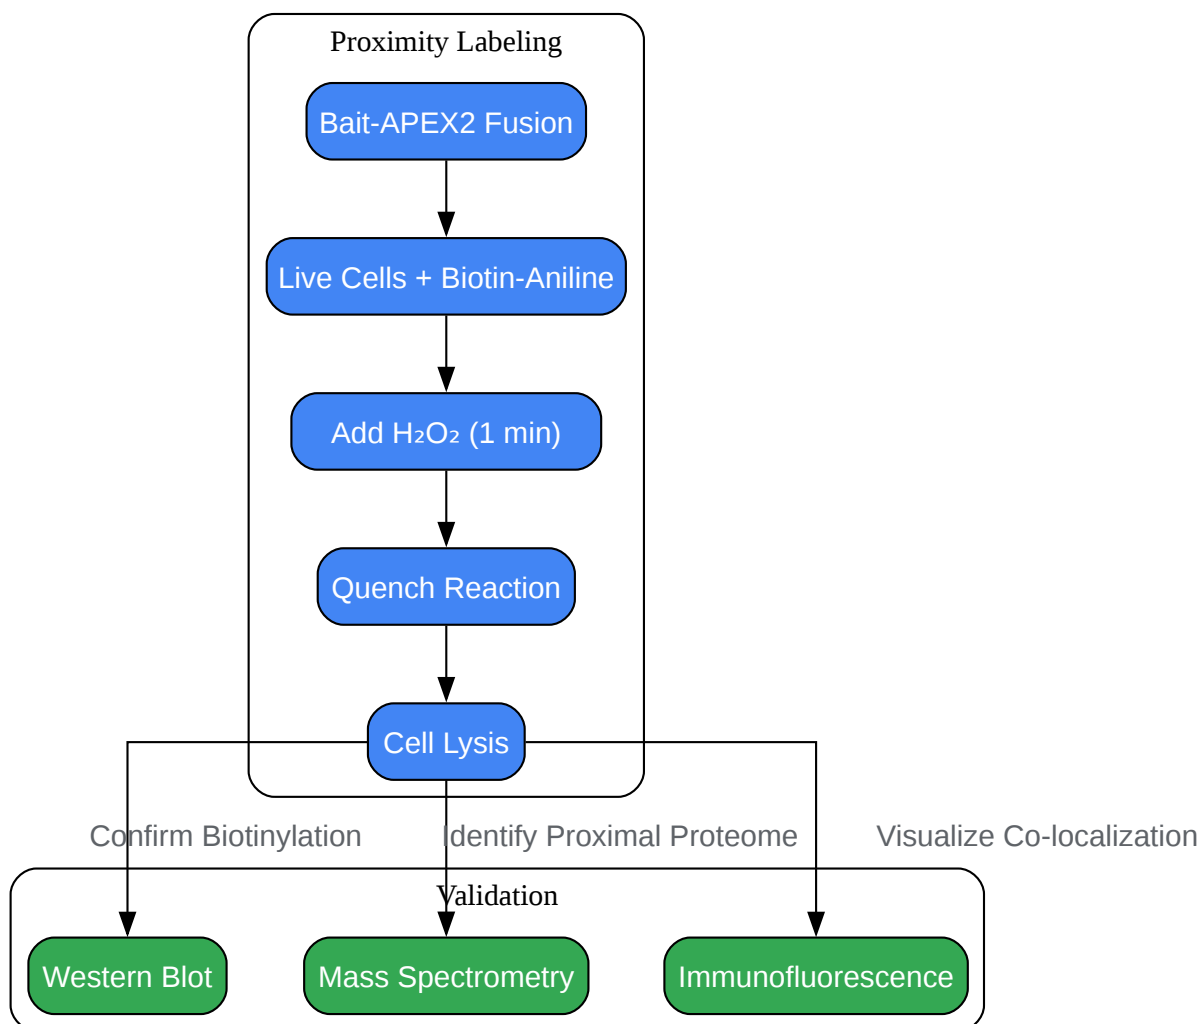 Proximity Labeling
Bait-APEX2 Fusion
Live Cells + Biotin-Aniline
Add H₂O₂ (1 min)
Quench Reaction
Cell Lysis
Confirm Biotinylation
Identify Proximal Proteome
Visualize Co-localization
Validation
Western Blot
Mass Spectrometry
Immunofluorescence